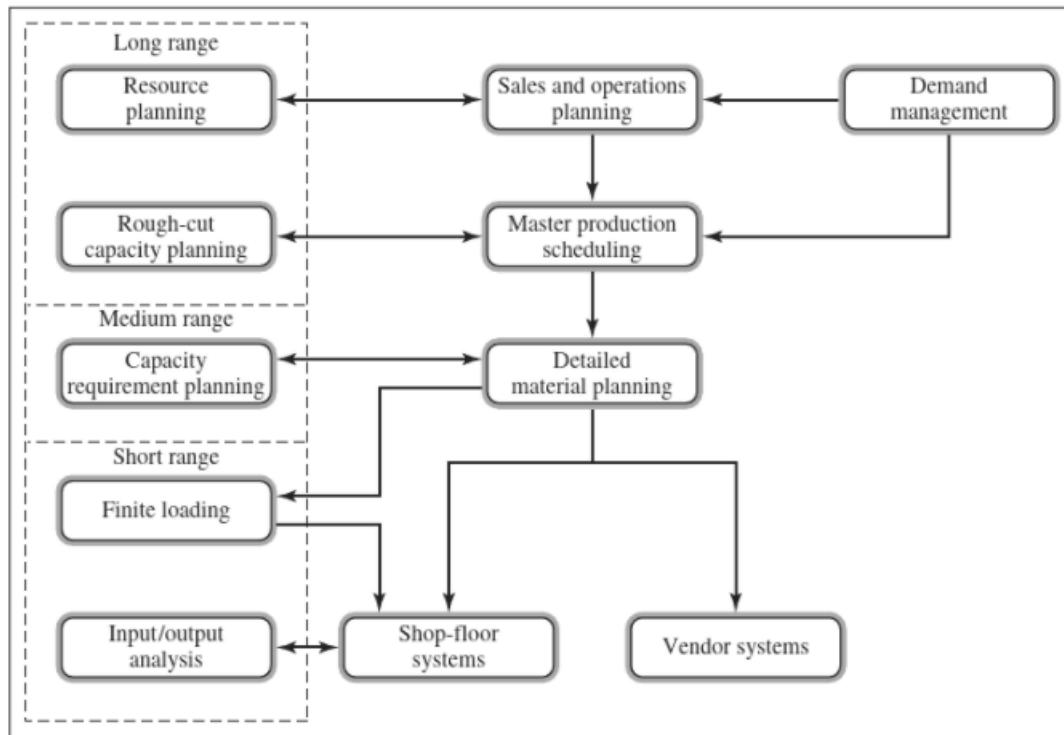 Long range
Resource
planning
Sales and operations
planning
Demand
management
Rough-cut
capacity planning
Master production
scheduling
Medium range
Capacity
requirement planning
Detailed
material planning
Short range
Finite loading
Input/output
analysis
Shop-floor
systems
Vendor systems